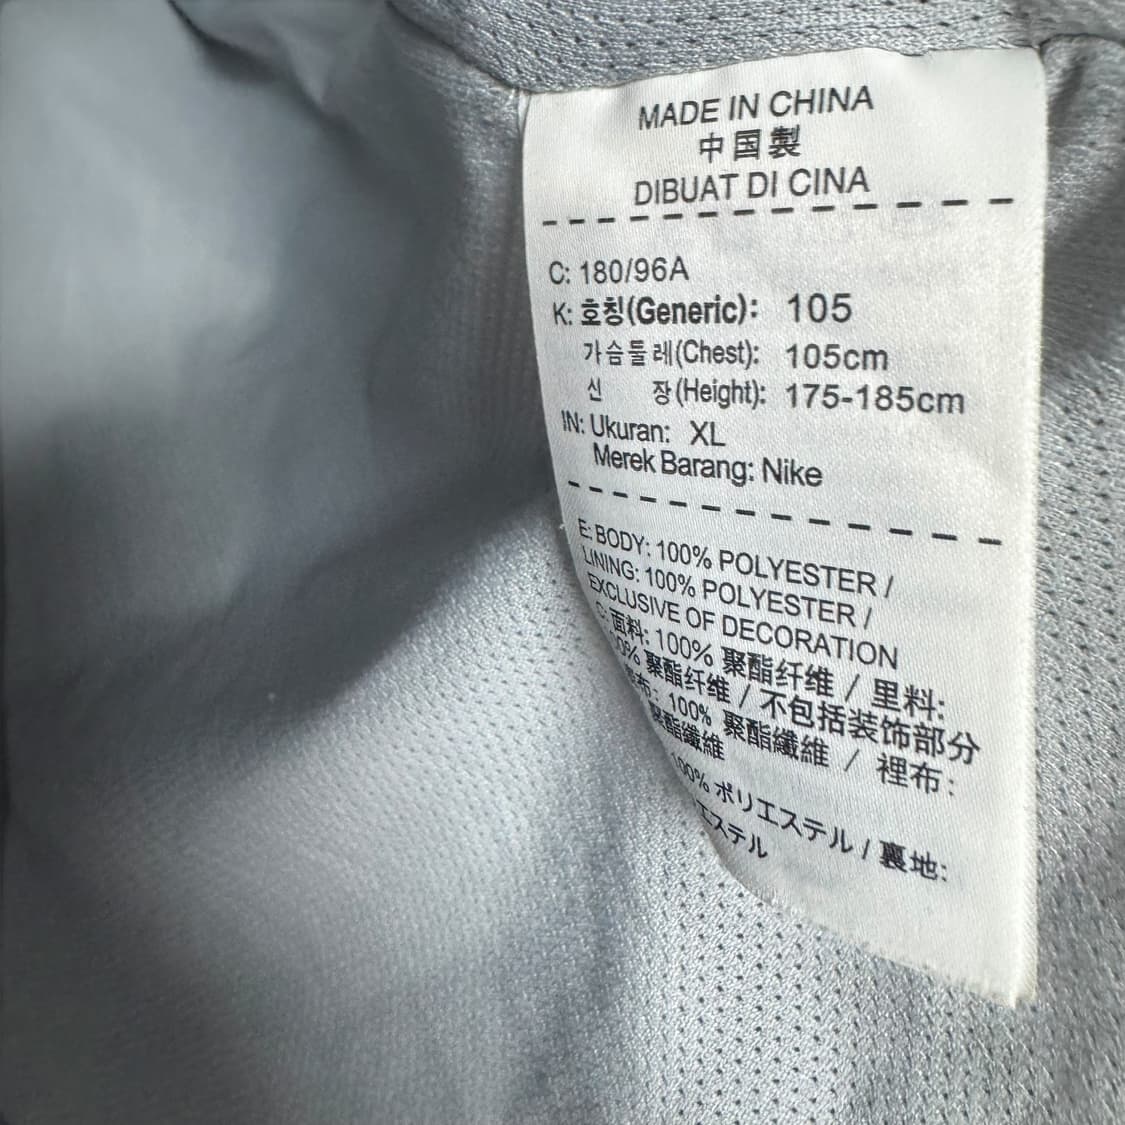 MADE IN CHINA
中国製
DIBUAT DI CINA
C: 180/96A
K: 호칭(Generic): 105
가슴둘레(Chest): 105cm
신 장(Height): 175-185cm
IN: Ukuran: XL
Merek Barang: Nike
E: BODY: 100% POLYESTER /
LINING: 100% POLYESTER /
EXCLUSIVE OF DECORATION
C: 面料: 100% 聚酯纤维 / 里料:
聚酯纤维 / 不包括装饰部分
100% 聚酯纖維 / 裡布:
聚酯纖維
100% ポリエステル / 裏地:
エステル